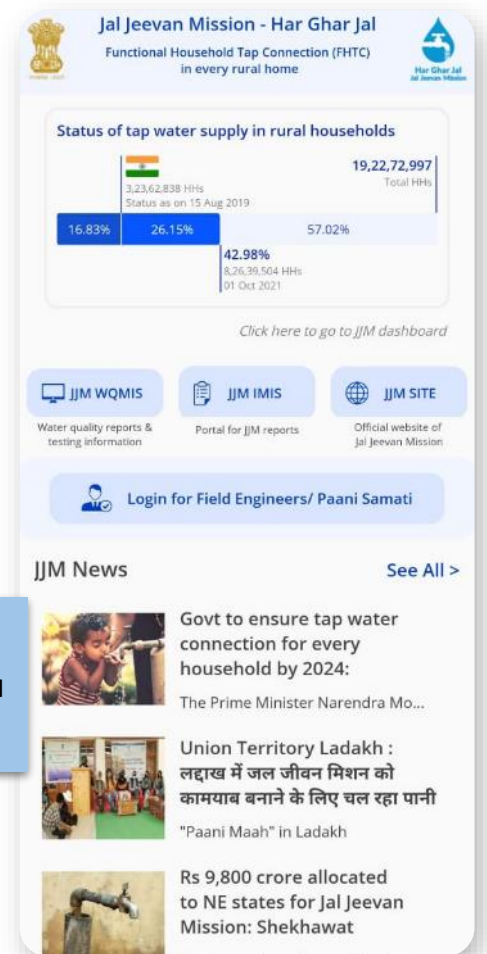 Jal Jeevan Mission - Har Ghar Jal
Functional Household Tap Connection (FHTC)
in every rural home
Har Ghar Jal
Jal Jeevan Mission
Status of tap water supply in rural households
19,22,72,997
Total HHs
3,23,62,838 HHs
Status as on 15 Aug 2019
16.83%
26.15%
57.02%
42.98%
8,26,39,504 HHs
01 Oct 2021
Click here to go to JJM dashboard
JJM WQMIS
JJM IMIS
JJM SITE
Water quality reports &
testing information
Portal for JJM reports
Official website of
Jal Jeevan Mission
Login for Field Engineers/ Paani Samati
JJM News
See All >
Govt to ensure tap water
connection for every
household by 2024:
The Prime Minister Narendra Mo...
Union Territory Ladakh :
लद्दाख में जल जीवन मिशन को
कामयाब बनाने के लिए चल रहा पानी
"Paani Maah" in Ladakh
Rs 9,800 crore allocated
to NE states for Jal Jeevan
Mission: Shekhawat